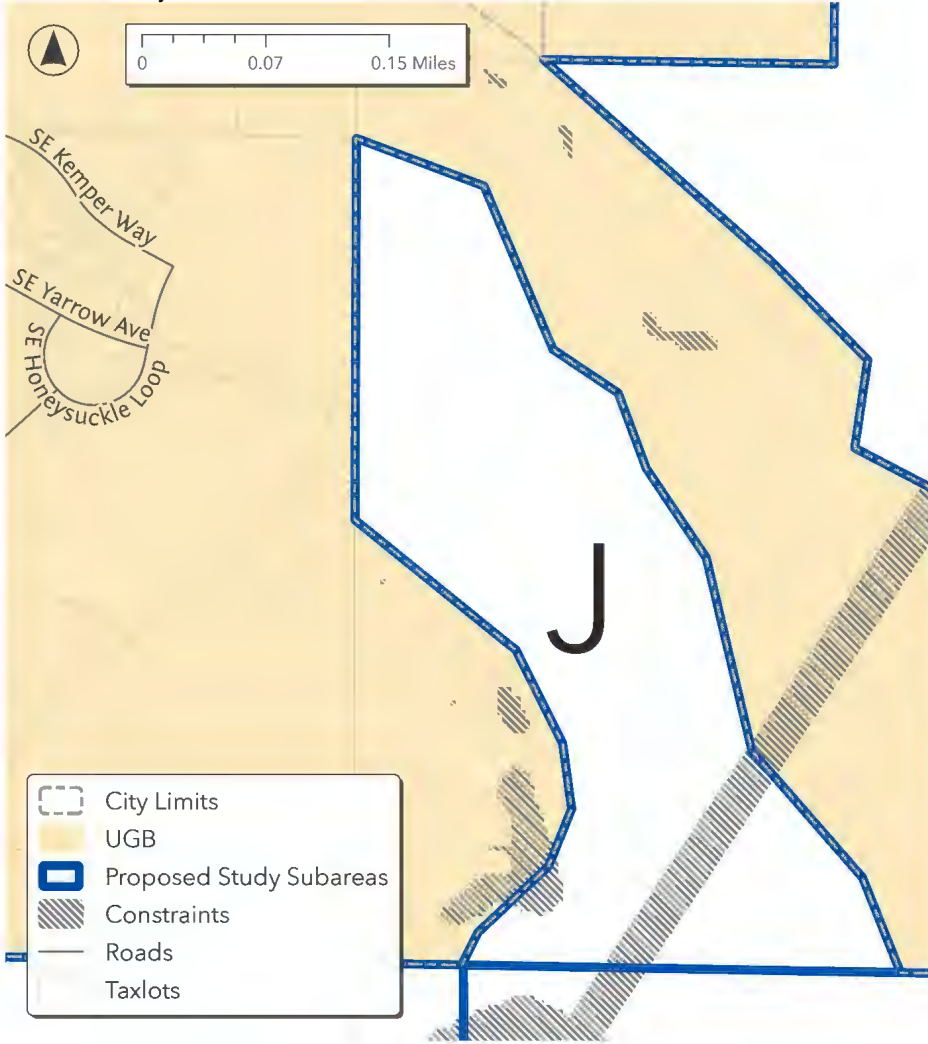 0 0.07 0.15 Miles
SE Kemper Way
SE Yarrow Ave
SE Honeysuckle Loop
J
City Limits
UGB
Proposed Study Subareas
Constraints
Roads
Taxlots